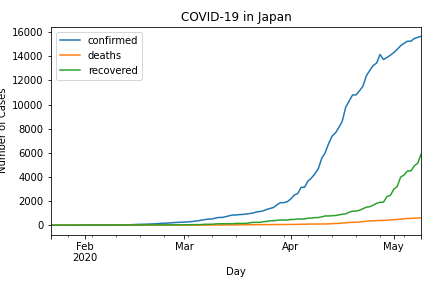 COVID-19 in Japan
confirmed
deaths
recovered
16000
14000
12000
10000
8000
6000
4000
2000
0
Number of Cases
Feb
2020
Mar
Apr
May
Day